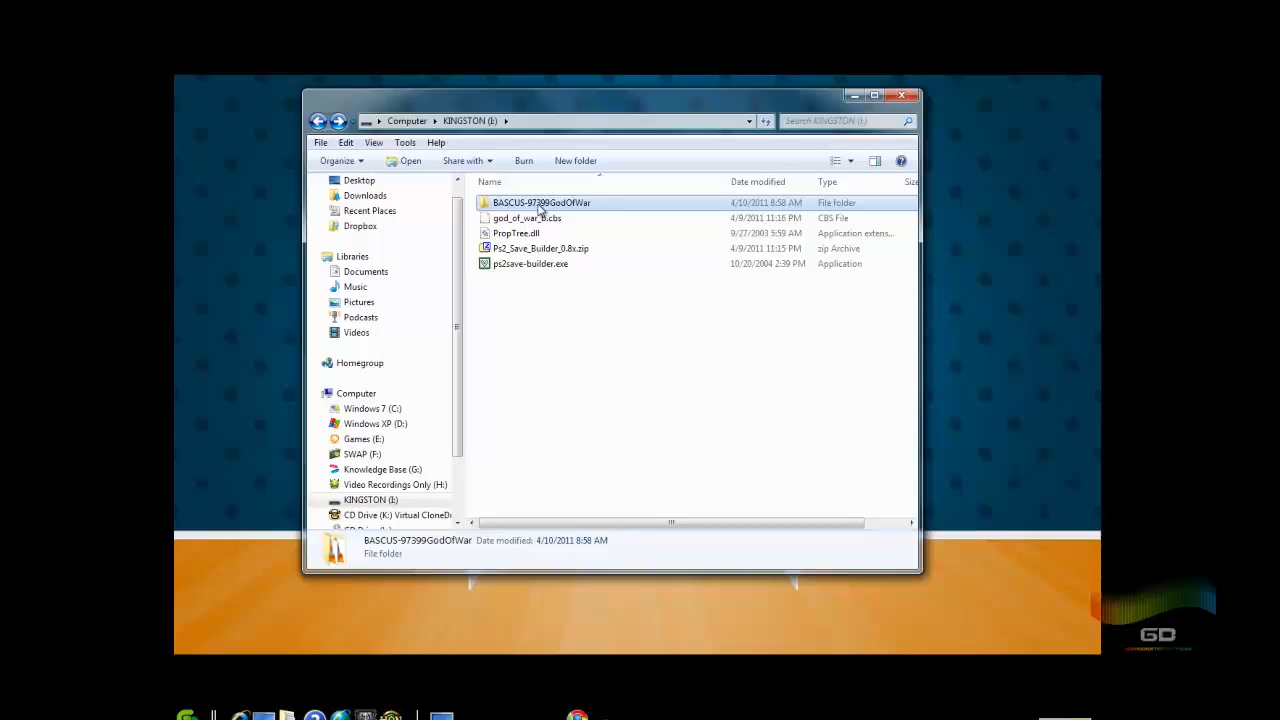 Computer KINGSTON (I:) Search KINGSTON (I:)
File Edit View Tools Help
Organize Open Share with Burn New folder
Name Date modified Type Size
BASCUS-97399GodOfWar 4/10/2011 8:58 AM File folder
4/9/2011 11:16 PM CBS File
PropTree.dll 9/27/2003 5:59 AM Application extens...
Ps2_Save_Builder_0.8x.zip 4/9/2011 11:15 PM zip Archive
ps2save-builder.exe 10/20/2004 2:39 PM Application
Desktop
Downloads
Recent Places
Dropbox
Libraries
Documents
Music
Pictures
Podcasts
Videos
Homegroup
Computer
Windows 7 (C:)
Windows XP (D:)
Games (E:)
SWAP (F:)
Knowledge Base (G:)
Video Recordings Only (H:)
KINGSTON (I:)
CD Drive (K:) Virtual CloneDr
BASCUS-97399GodOfWar Date modified: 4/10/2011 8:58 AM
File folder
GD